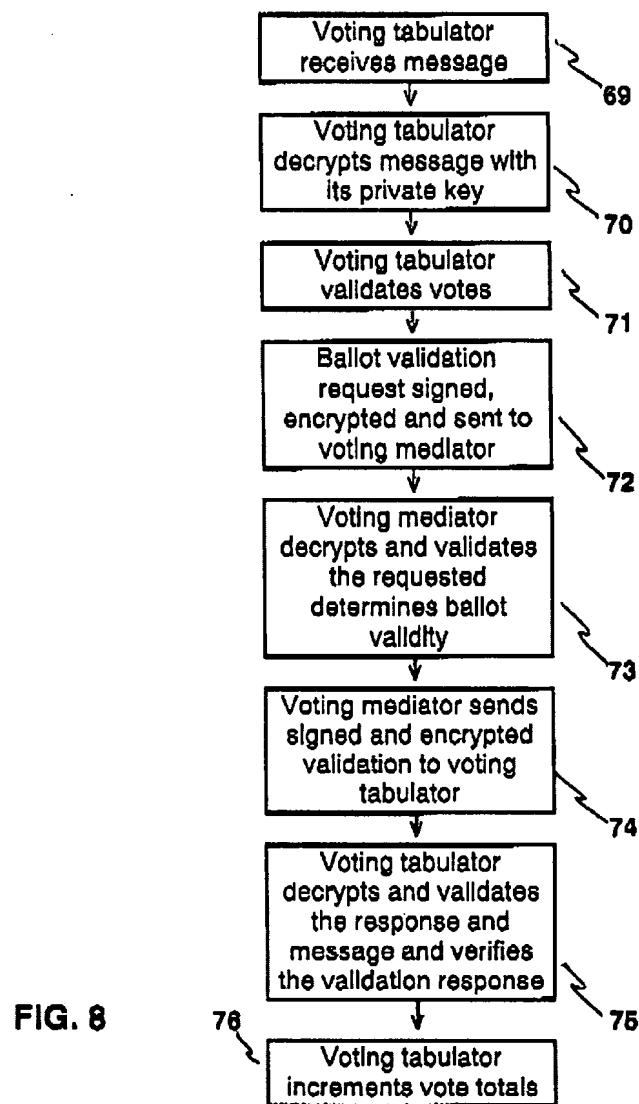 Voting tabulator
receives message
69
Voting tabulator
decrypts message with
its private key
70
Voting tabulator
validates votes
71
Ballot validation
request signed,
encrypted and sent to
voting mediator
72
Voting mediator
decrypts and validates
the requested
determines ballot
validity
73
Voting mediator sends
signed and encrypted
validation to voting
tabulator
74
Voting tabulator
decrypts and validates
the response and
message and verifies
the validation response
75
FIG. 8
76
Voting tabulator
increments vote totals